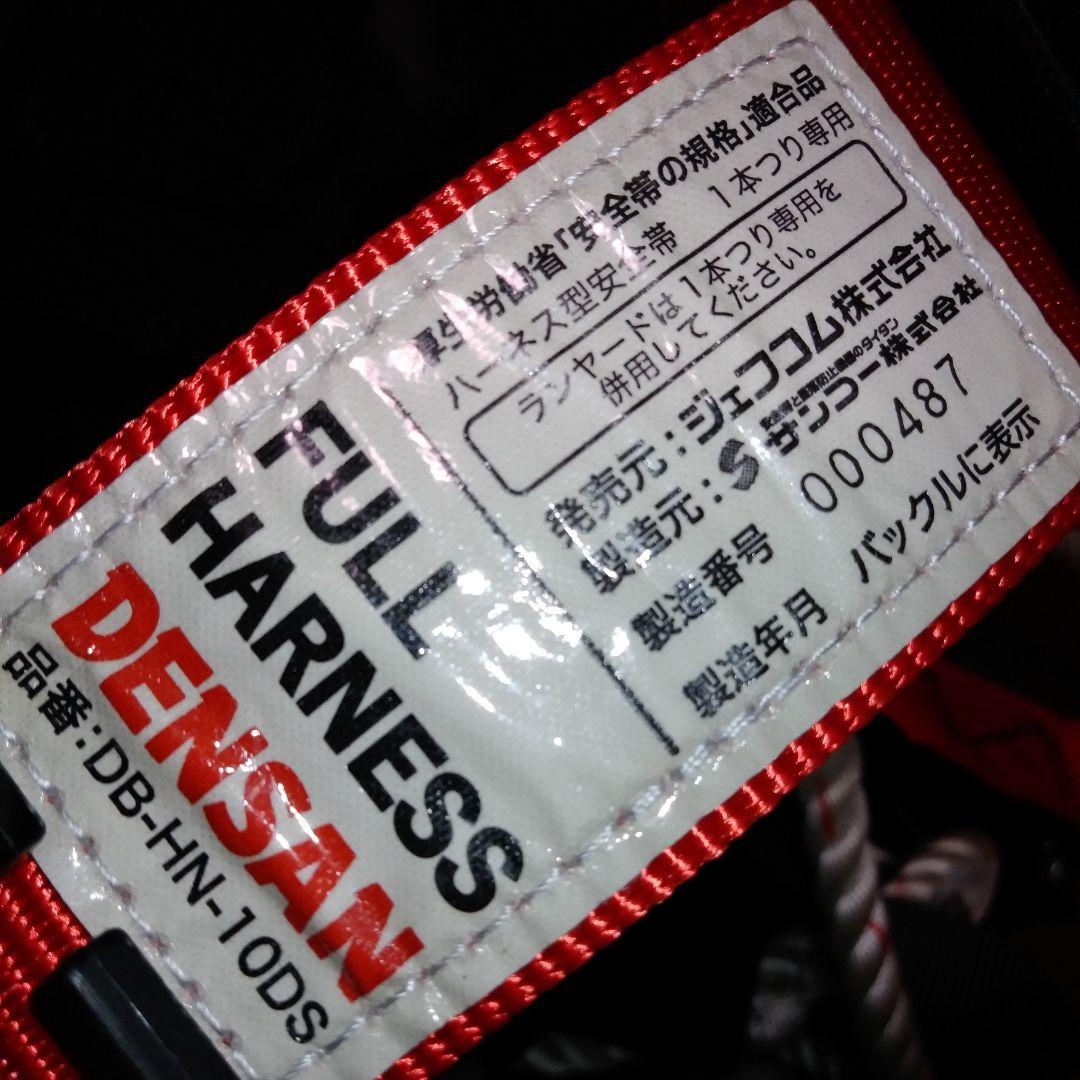 FULL
HARNESS
DENSAN
品番:DB-HN-10DS
厚生労働省「安全帯の規格」適合品
ハーネス型安全帯 1本つり専用
ランヤードは1本つり専用を
併用してください。
発売元:ジェフコム株式会社
製造元:サンコー株式会社
製造番号 000487
製造年月 バックルに表示